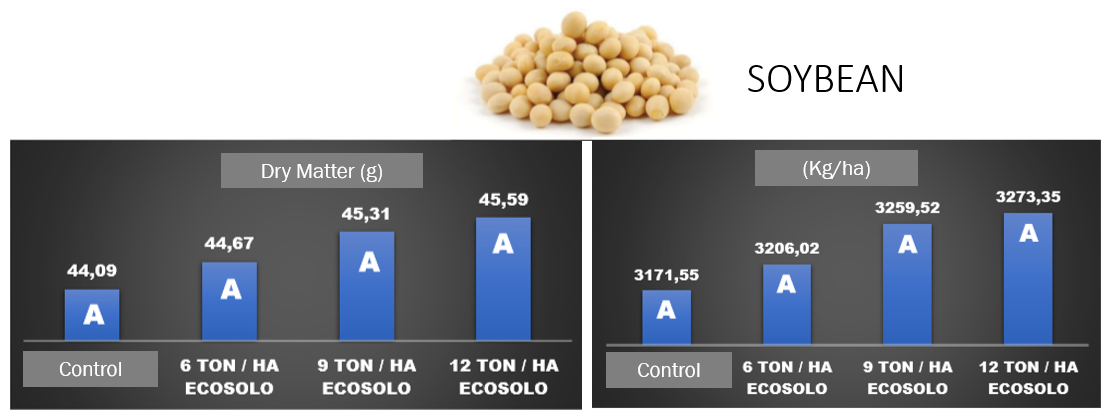 SOYBEAN
Dry Matter (g)
44,09
44,67
45,31
45,59
A
A
A
A
Control
6 TON / HA
ECOSOLO
9 TON / HA
ECOSOLO
12 TON / HA
ECOSOLO
(Kg/ha)
3171,55
3206,02
3259,52
3273,35
A
A
A
A
Control
6 TON / HA
ECOSOLO
9 TON / HA
ECOSOLO
12 TON / HA
ECOSOLO